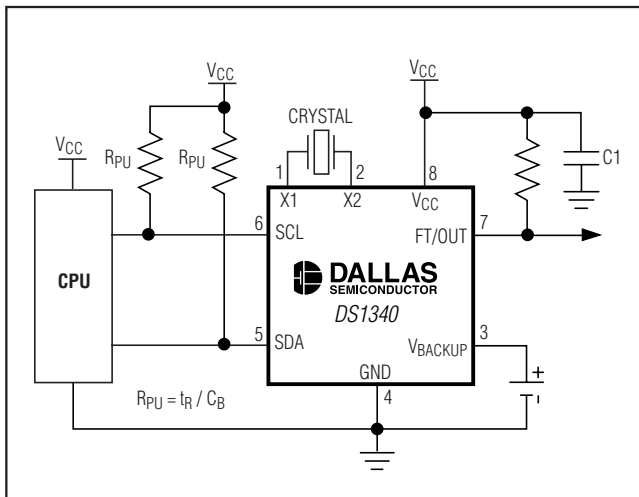 VCC
VCC
CRYSTAL
VCC
RPU
RPU
C1
1
2
8
X1
X2
VCC
6
SCL
7
FT/OUT
CPU
DALLAS
SEMICONDUCTOR
DS1340
5
SDA
3
VBACKUP
+
-
GND
4
RPU = tR / CB